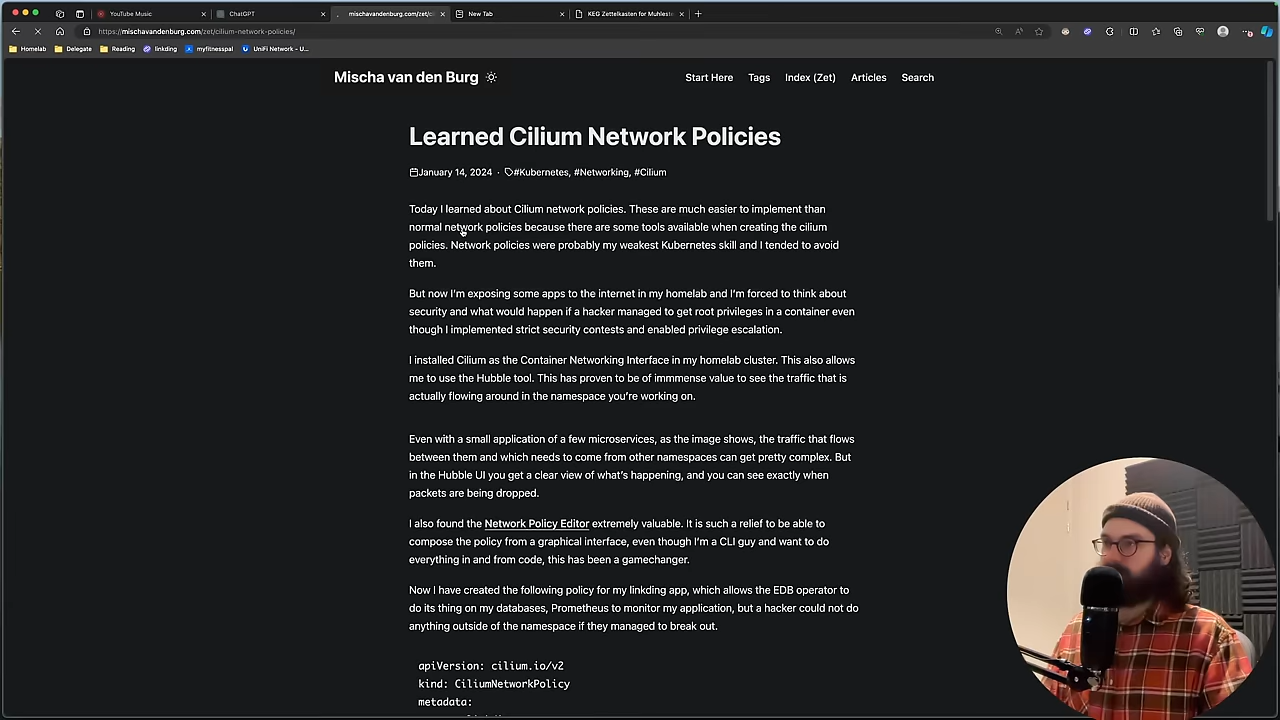 YouTube Music
ChatGPT
mischavandenburg.com/zet/ci
New Tab
KEG Zettelkasten for Muhleste
https://mischavandenburg.com/zet/cilium-network-policies/
Homelab
Delegate
Reading
linkding
myfitnesspal
UniFi Network - U...
Mischa van den Burg
Start Here
Tags
Index (Zet)
Articles
Search
Learned Cilium Network Policies
January 14, 2024 · #Kubernetes, #Networking, #Cilium
Today I learned about Cilium network policies. These are much easier to implement than
normal network policies because there are some tools available when creating the cilium
policies. Network policies were probably my weakest Kubernetes skill and I tended to avoid
them.
But now I'm exposing some apps to the internet in my homelab and I'm forced to think about
security and what would happen if a hacker managed to get root privileges in a container even
though I implemented strict security contests and enabled privilege escalation.
I installed Cilium as the Container Networking Interface in my homelab cluster. This also allows
me to use the Hubble tool. This has proven to be of immmense value to see the traffic that is
actually flowing around in the namespace you're working on.
Even with a small application of a few microservices, as the image shows, the traffic that flows
between them and which needs to come from other namespaces can get pretty complex. But
in the Hubble UI you get a clear view of what's happening, and you can see exactly when
packets are being dropped.
I also found the Network Policy Editor extremely valuable. It is such a relief to be able to
compose the policy from a graphical interface, even though I'm a CLI guy and want to do
everything in and from code, this has been a gamechanger.
Now I have created the following policy for my linkding app, which allows the EDB operator to
do its thing on my databases, Prometheus to monitor my application, but a hacker could not do
anything outside of the namespace if they managed to break out.
apiVersion: cilium.io/v2
kind: CiliumNetworkPolicy
metadata: